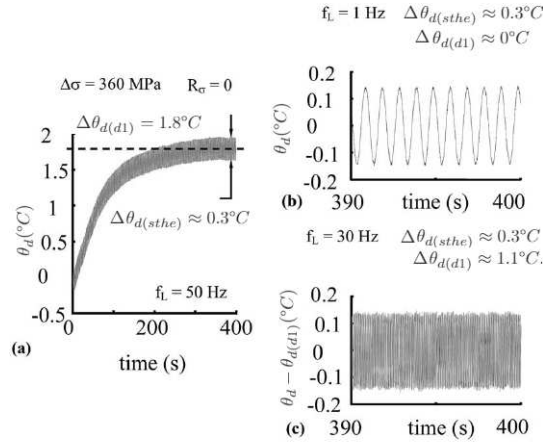 Δσ = 360 MPa R_σ = 0
Δθ_d(d1) = 1.8°C
2
1.5
1
0.5
0
-0.5
θ_d(°C)
Δθ_d(sthe) ≈ 0.3°C
f_L = 50 Hz
0 200 400
(a)
time (s)
f_L = 1 Hz Δθ_d(sthe) ≈ 0.3°C
Δθ_d(d1) ≈ 0°C
0.2
0.1
0
-0.1
-0.2
θ_d(°C)
390 400
(b)
time (s)
f_L = 30 Hz Δθ_d(sthe) ≈ 0.3°C
Δθ_d(d1) ≈ 1.1°C.
0.2
0.1
0
-0.1
-0.2
θ_d − θ_d(d1)(°C)
390 400
(c)
time (s)